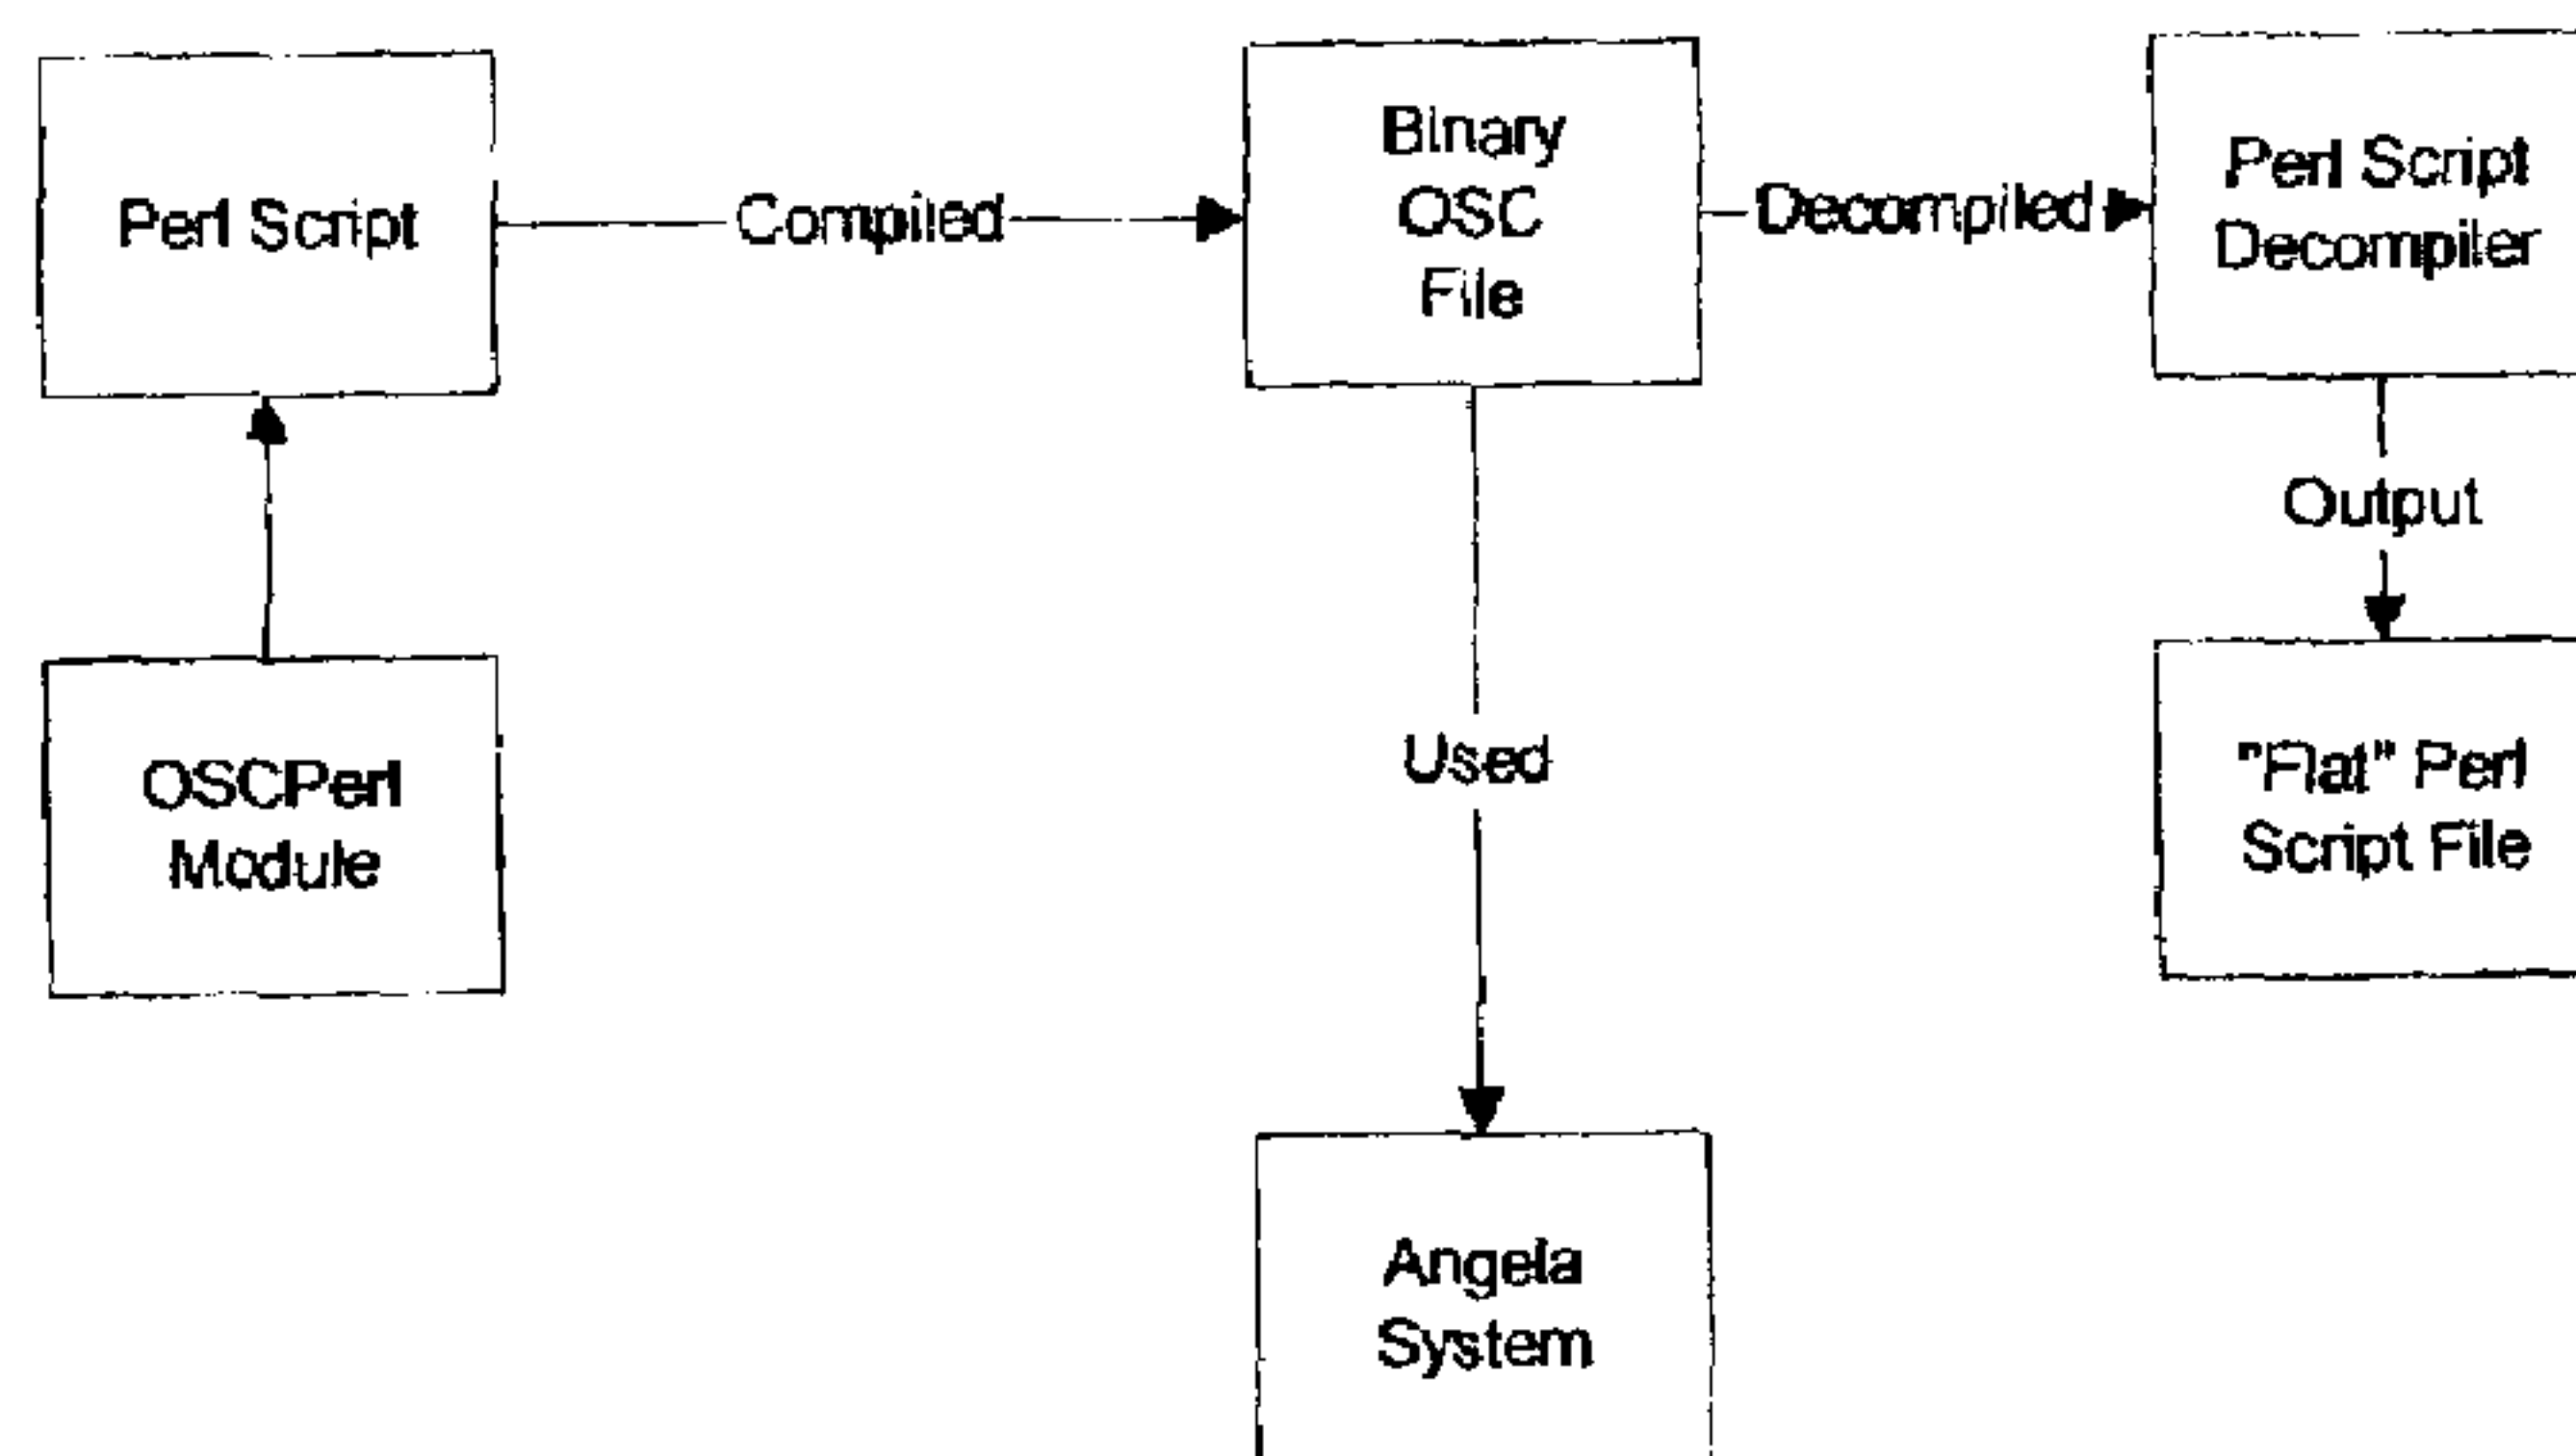 Perl Script
Compiled
Binary
OSC
File
Decompiled
Perl Script
Decompiler
Output
OSCPerl
Module
Used
"Flat" Perl
Script File
Angela
System